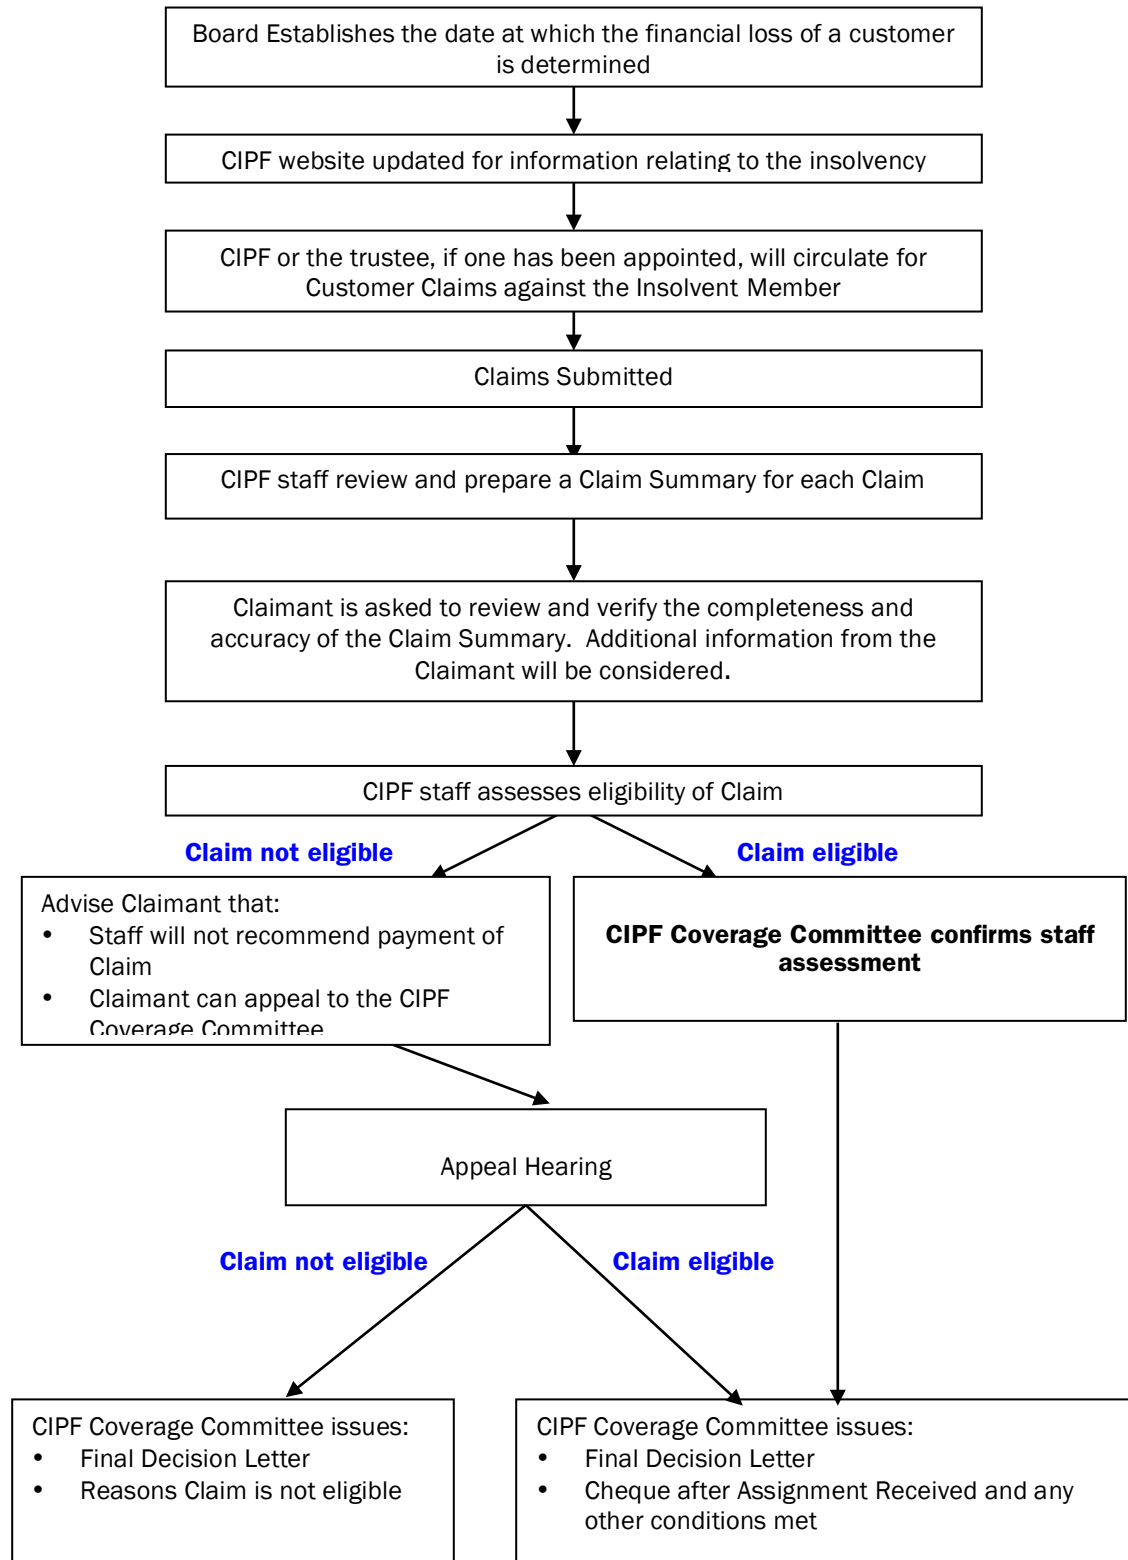 Board Establishes the date at which the financial loss of a customer
is determined
CIPF website updated for information relating to the insolvency
CIPF or the trustee, if one has been appointed, will circulate for
Customer Claims against the Insolvent Member
Claims Submitted
CIPF staff review and prepare a Claim Summary for each Claim
Claimant is asked to review and verify the completeness and
accuracy of the Claim Summary.  Additional information from the
Claimant will be considered.
CIPF staff assesses eligibility of Claim
Claim not eligible
Claim eligible
Advise Claimant that:
• Staff will not recommend payment of
Claim
• Claimant can appeal to the CIPF
Coverage Committee
CIPF Coverage Committee confirms staff
assessment
Appeal Hearing
Claim not eligible
Claim eligible
CIPF Coverage Committee issues:
• Final Decision Letter
• Reasons Claim is not eligible
CIPF Coverage Committee issues:
• Final Decision Letter
• Cheque after Assignment Received and any
other conditions met